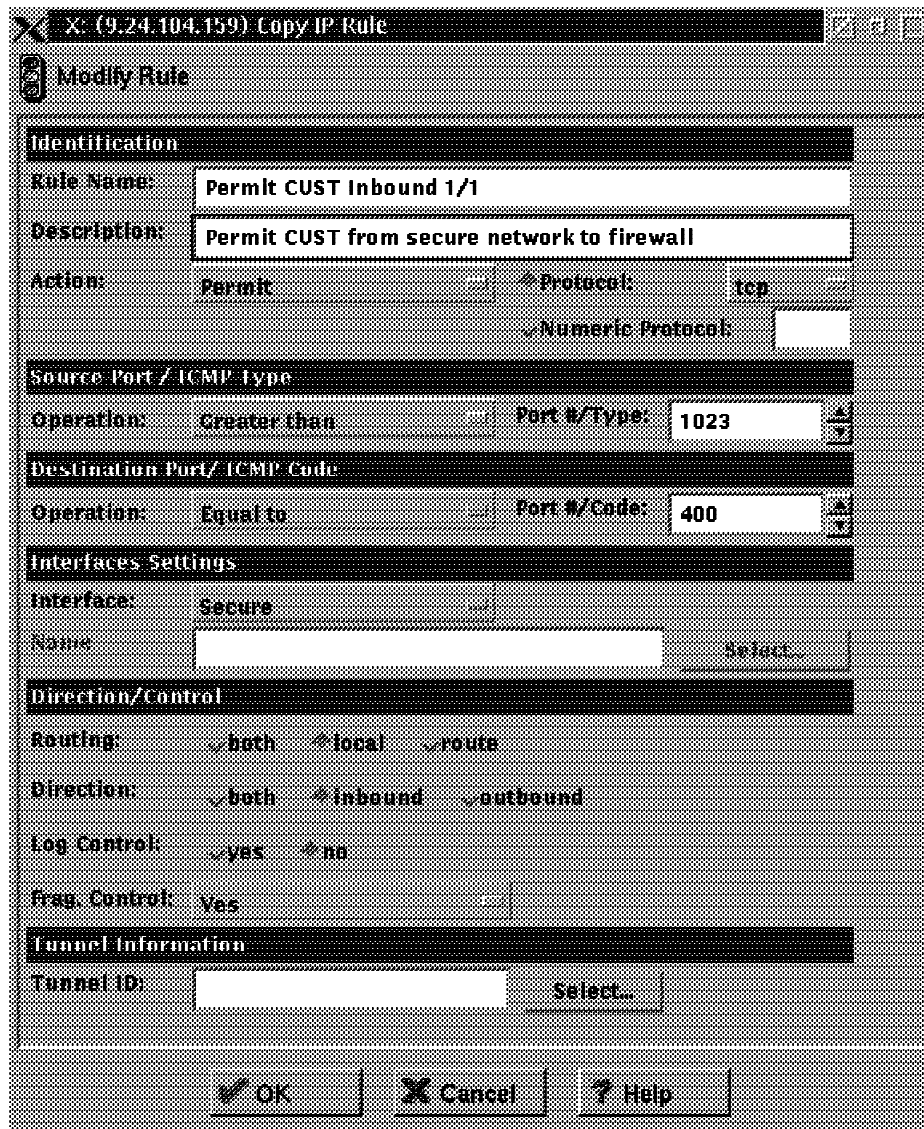 X: (9.24.104.159) Copy IP Rule
Modify Rule
Identification
Rule Name: Permit CUST Inbound 1/1
Description: Permit CUST from secure network to firewall
Action: Permit Protocol: tcp
Numeric Protocol:
Source Port / ICMP Type
Operation: Greater than Port #/Type: 1023
Destination Port/ ICMP Code
Operation: Equal to Port #/Code: 400
Interfaces Settings
Interface: Secure
Name Select...
Direction/Control
Routing: both local route
Direction: both inbound outbound
Log Control: yes no
Frag. Control: Yes
Tunnel Information
Tunnel ID: Select...
OK Cancel ? Help